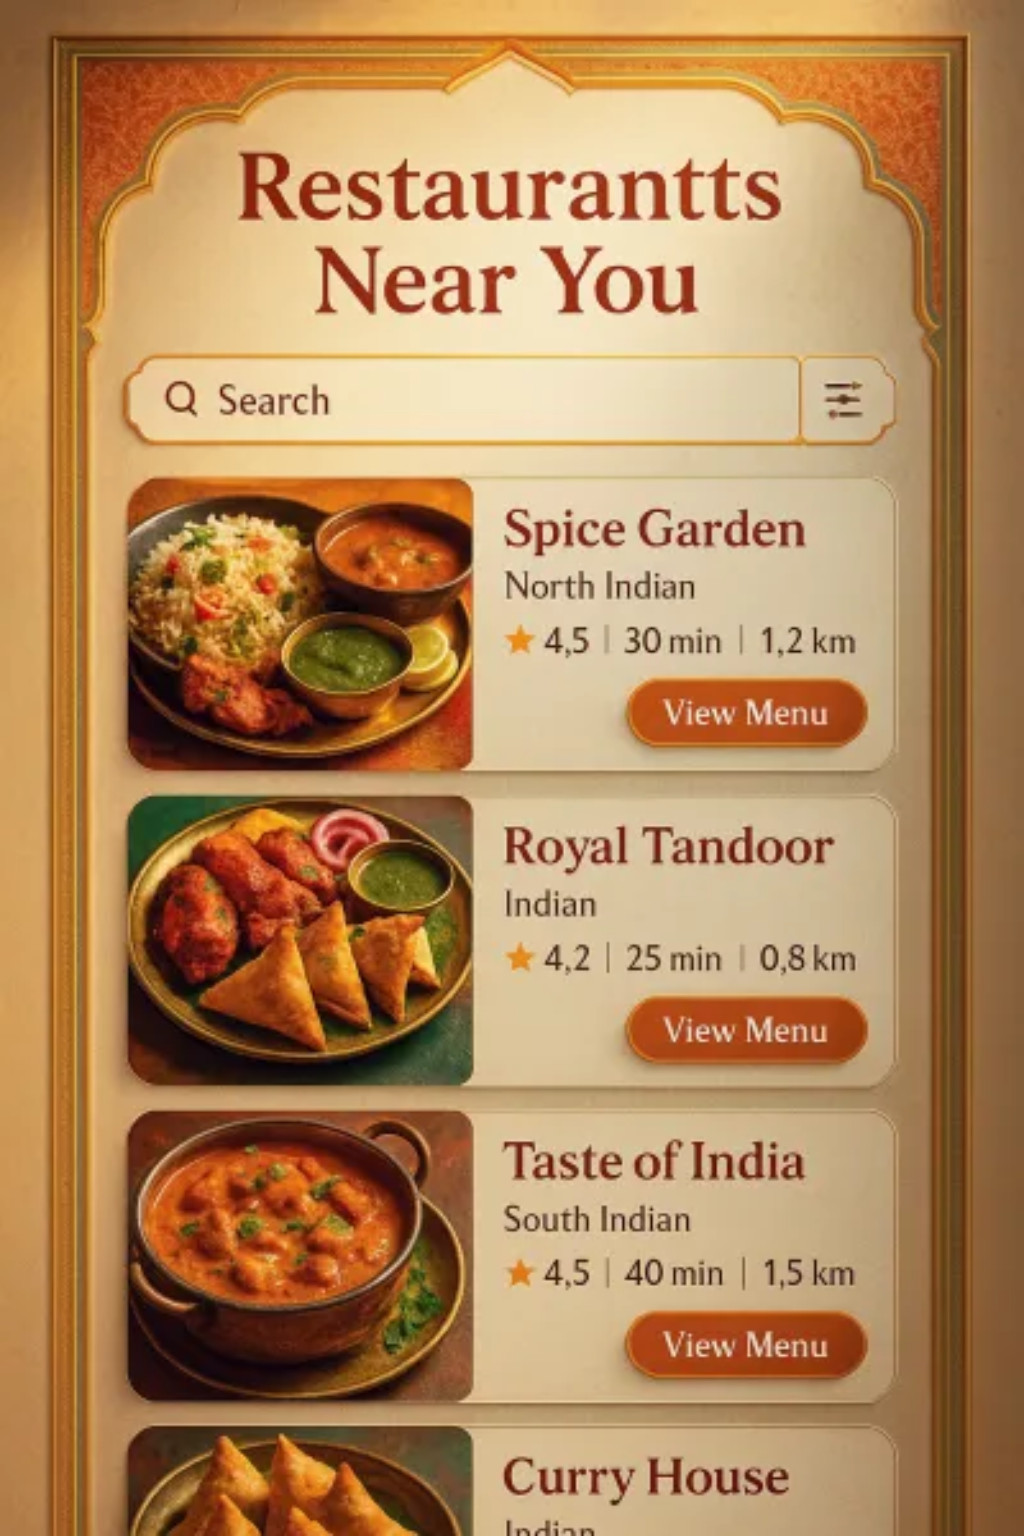 Restaurantts
Near You
Search
Spice Garden
North Indian
4,5 | 30 min | 1,2 km
View Menu
Royal Tandoor
Indian
4,2 | 25 min | 0,8 km
View Menu
Taste of India
South Indian
4,5 | 40 min | 1,5 km
View Menu
Curry House
Indian